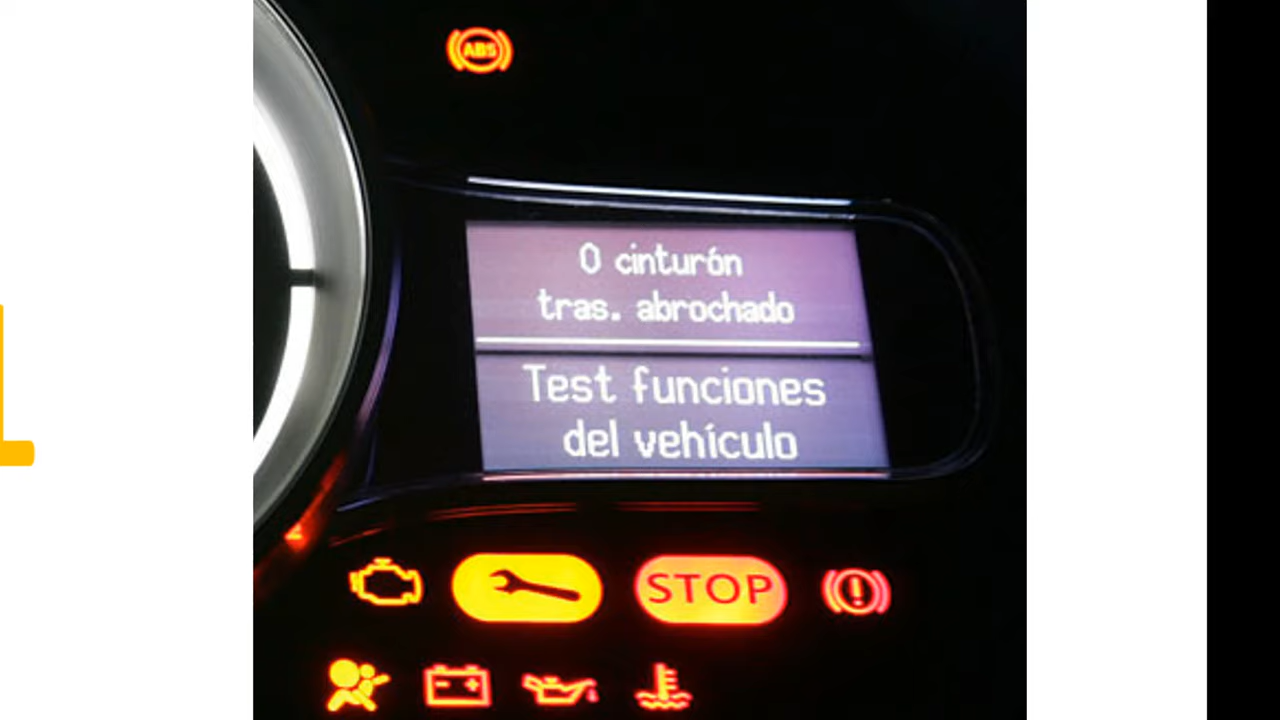 ABS
0 cinturón
tras. abrochado
Test funciones
del vehículo
STOP